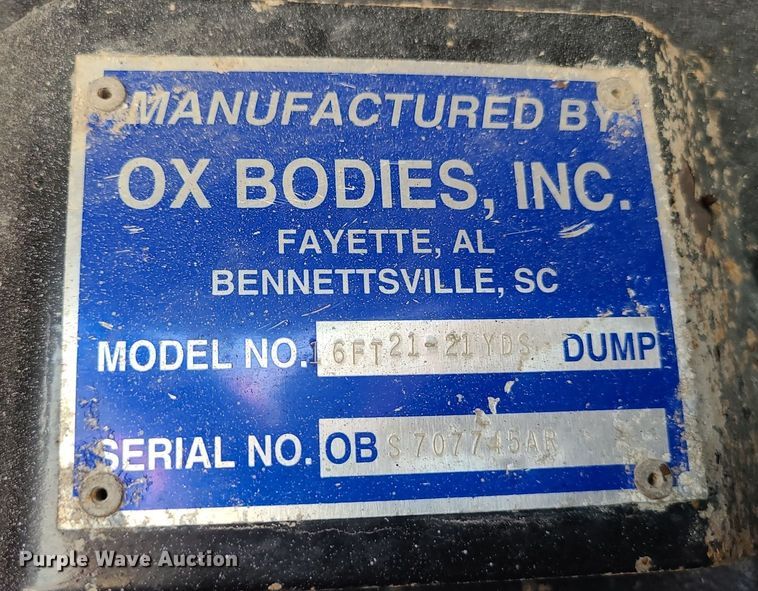 MANUFACTURED BY
OX BODIES, INC.
FAYETTE, AL
BENNETTSVILLE, SC
MODEL NO. 16FT21-21YDS DUMP
SERIAL NO. OB S707745AR
Purple Wave Auction